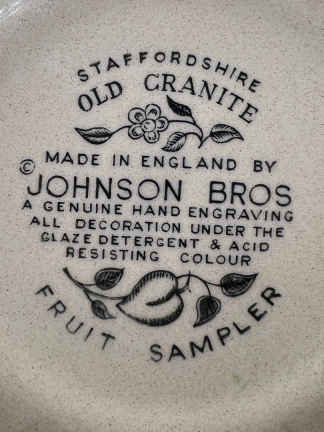 STAFFORDSHIRE
OLD GRANITE
© MADE IN ENGLAND BY
JOHNSON BROS
A GENUINE HAND ENGRAVING
ALL DECORATION UNDER THE
GLAZE DETERGENT & ACID
RESISTING COLOUR
FRUIT SAMPLER